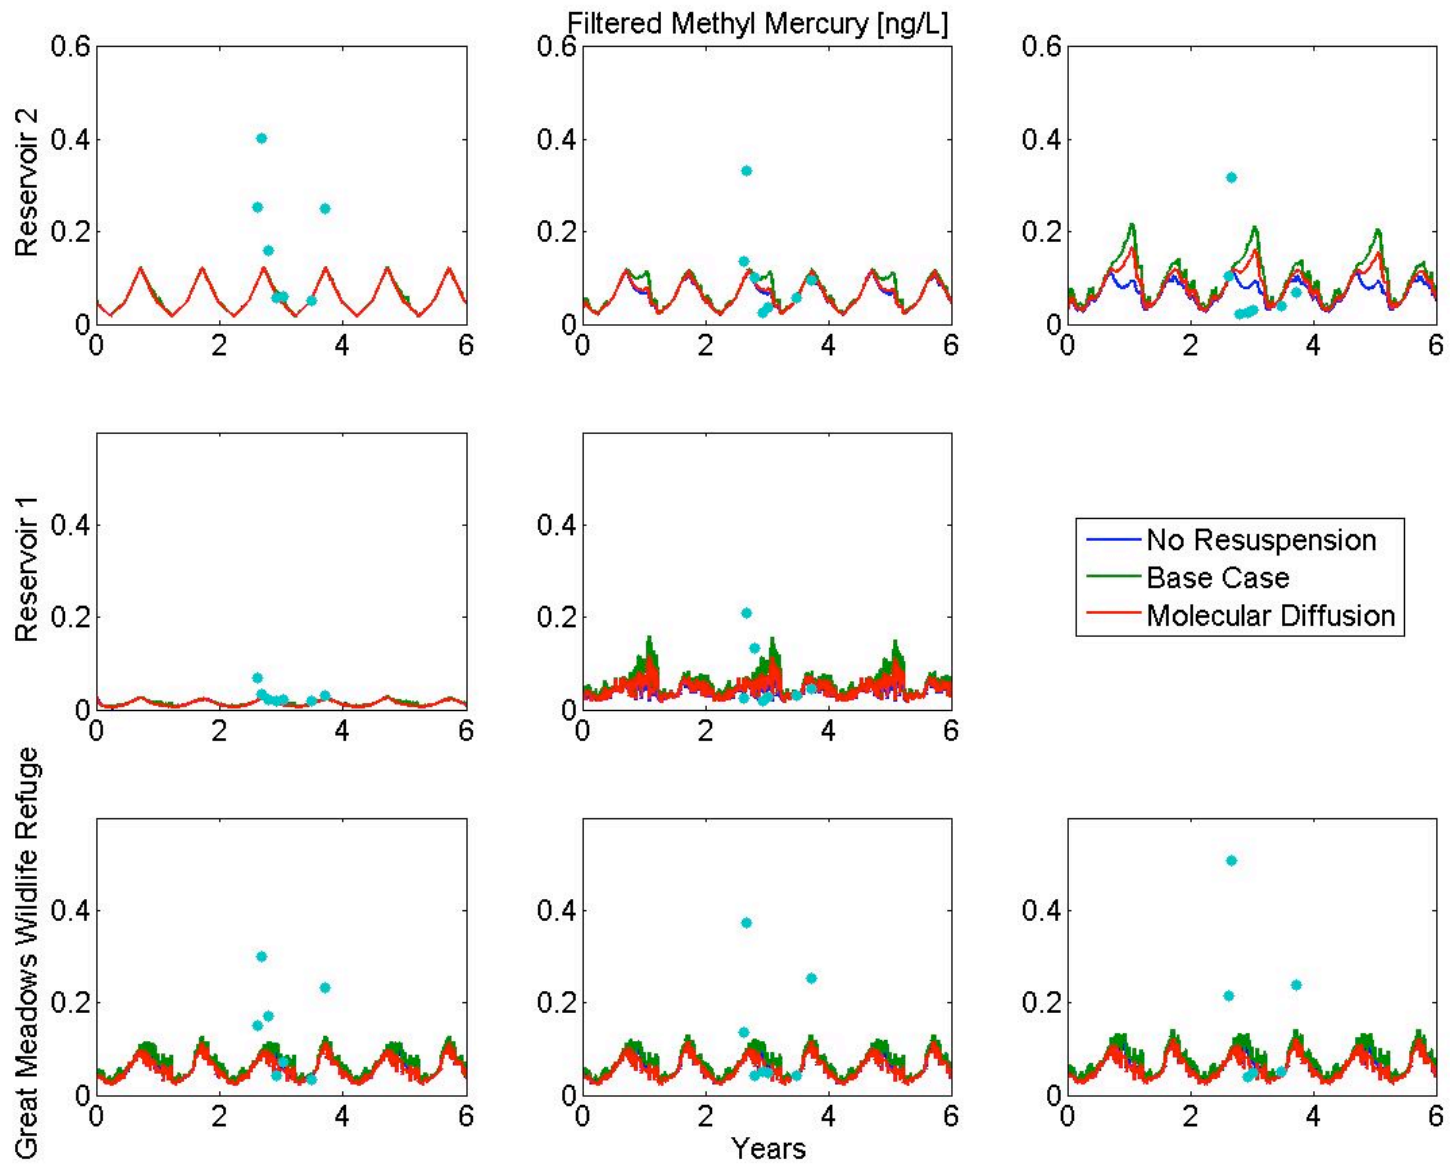 Filtered Methyl Mercury [ng/L]
Reservoir 2
0.6
0.4
0.2
0
0 2 4 6
0.6
0.4
0.2
0
0 2 4 6
0.6
0.4
0.2
0
0 2 4 6
Reservoir 1
0.4
0.2
0
0 2 4 6
0.4
0.2
0
0 2 4 6
No Resuspension
Base Case
Molecular Diffusion
Great Meadows Wildlife Refuge
0.4
0.2
0
0 2 4 6
0.4
0.2
0
0 2 4 6
Years
0.4
0.2
0
0 2 4 6